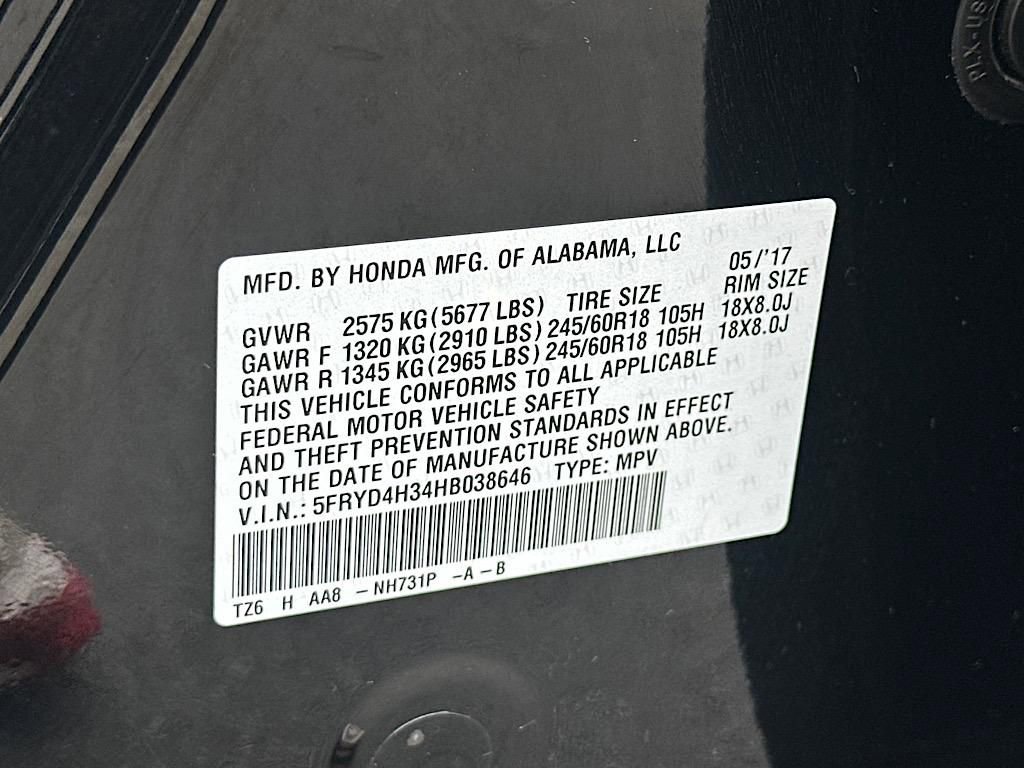 PLX-US
MFD. BY HONDA MFG. OF ALABAMA, LLC 05/'17
GVWR 2575 KG (5677 LBS) TIRE SIZE RIM SIZE
GAWR F 1320 KG (2910 LBS) 245/60R18 105H 18X8.0J
GAWR R 1345 KG (2965 LBS) 245/60R18 105H 18X8.0J
THIS VEHICLE CONFORMS TO ALL APPLICABLE
FEDERAL MOTOR VEHICLE SAFETY
AND THEFT PREVENTION STANDARDS IN EFFECT
ON THE DATE OF MANUFACTURE SHOWN ABOVE.
V.I.N.: 5FRYD4H34HB038646 TYPE: MPV
TZ6 H AA8 -NH731P -A-B